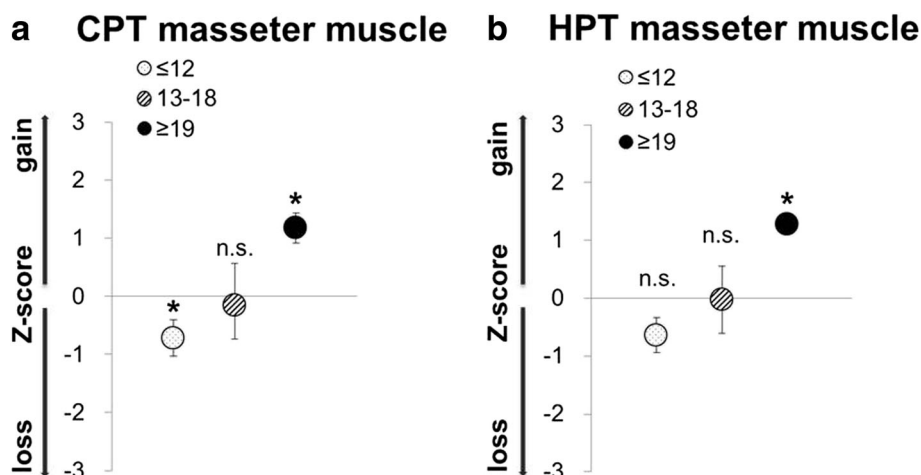 a CPT masseter muscle
≤12
13-18
≥19
gain
Z-score
loss
3
2
1
0
-1
-2
-3
*
n.s.
*
b HPT masseter muscle
≤12
13-18
≥19
gain
Z-score
loss
3
2
1
0
-1
-2
-3
n.s.
n.s.
*